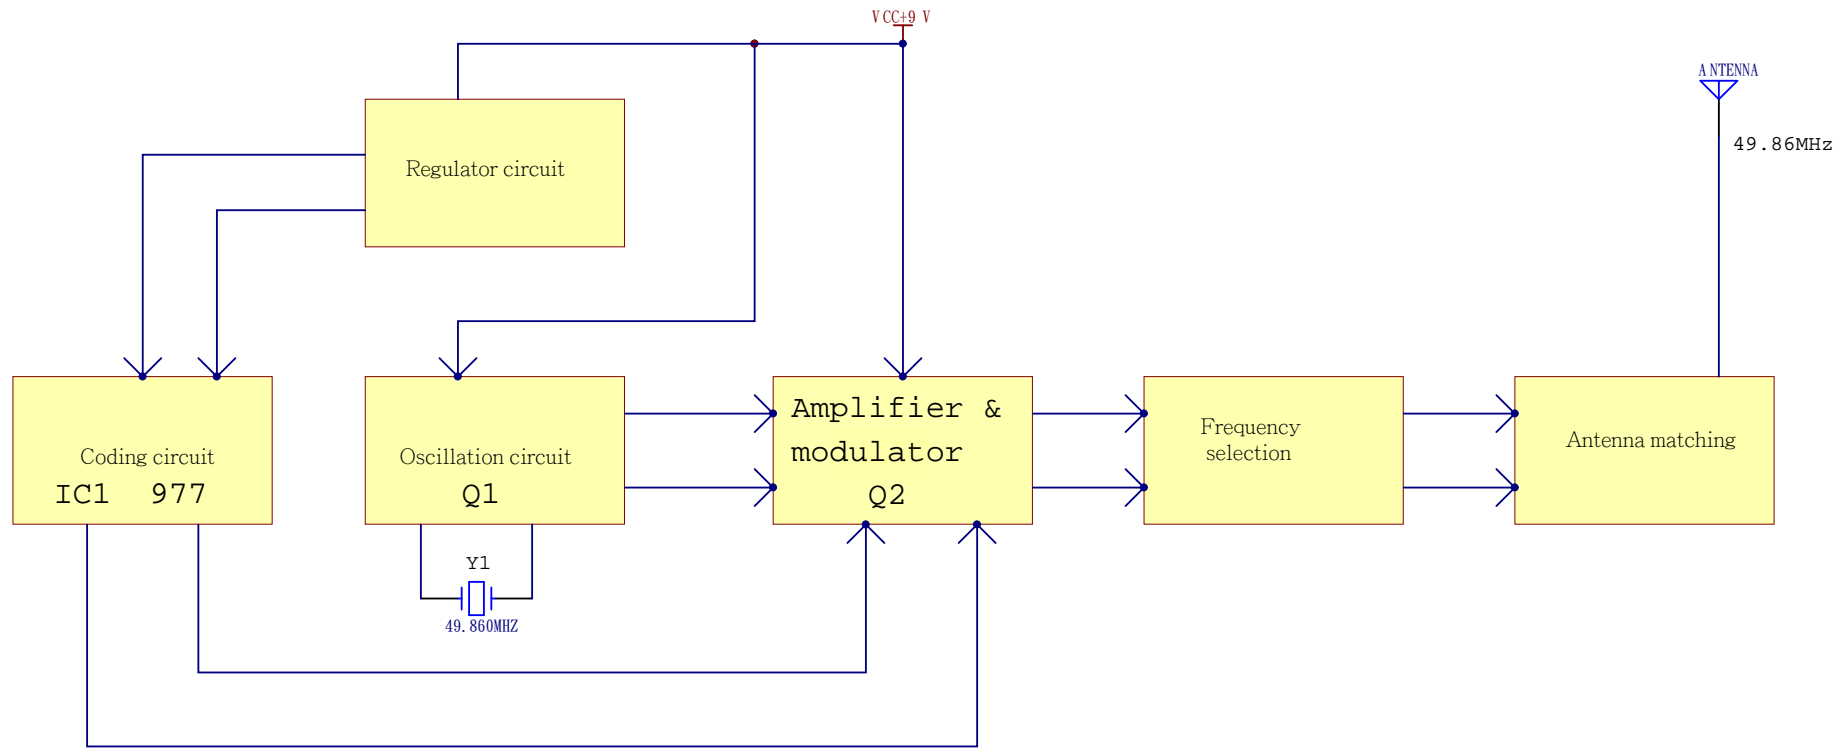 VCC+9 V
ANTENNA
49.86MHz
Regulator circuit
Coding circuit
IC1 977
Oscillation circuit
Q1
Amplifier &
modulator
Q2
Frequency
selection
Antenna matching
Y1
49.860MHZ